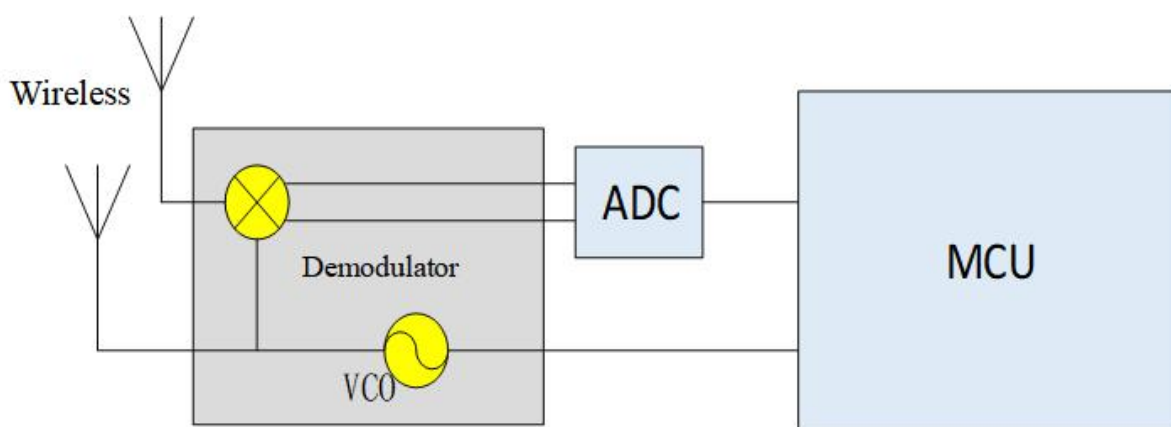 Wireless
ADC
MCU
Demodulator
VCO